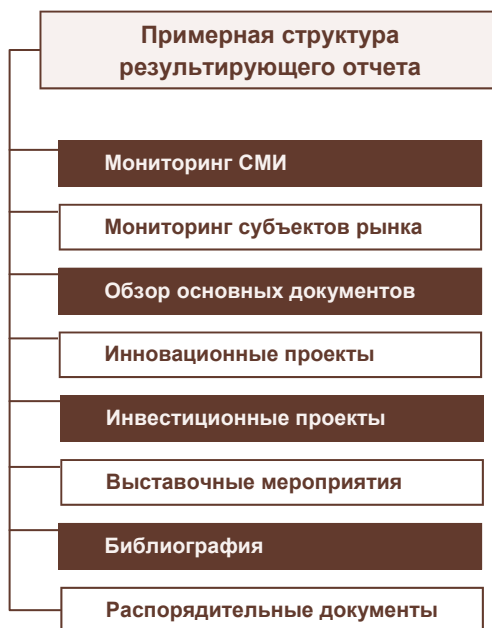 Примерная структура
результирующего отчета
Мониторинг СМИ
Мониторинг субъектов рынка
Обзор основных документов
Инновационные проекты
Инвестиционные проекты
Выставочные мероприятия
Библиография
Распорядительные документы